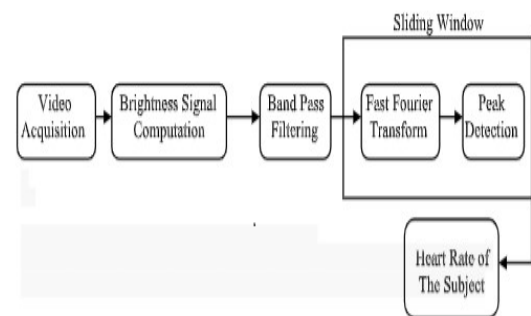 Sliding Window
Video
Acquisition
Brightness Signal
Computation
Band Pass
Filtering
Fast Fourier
Transform
Peak
Detection
Heart Rate of
The Subject